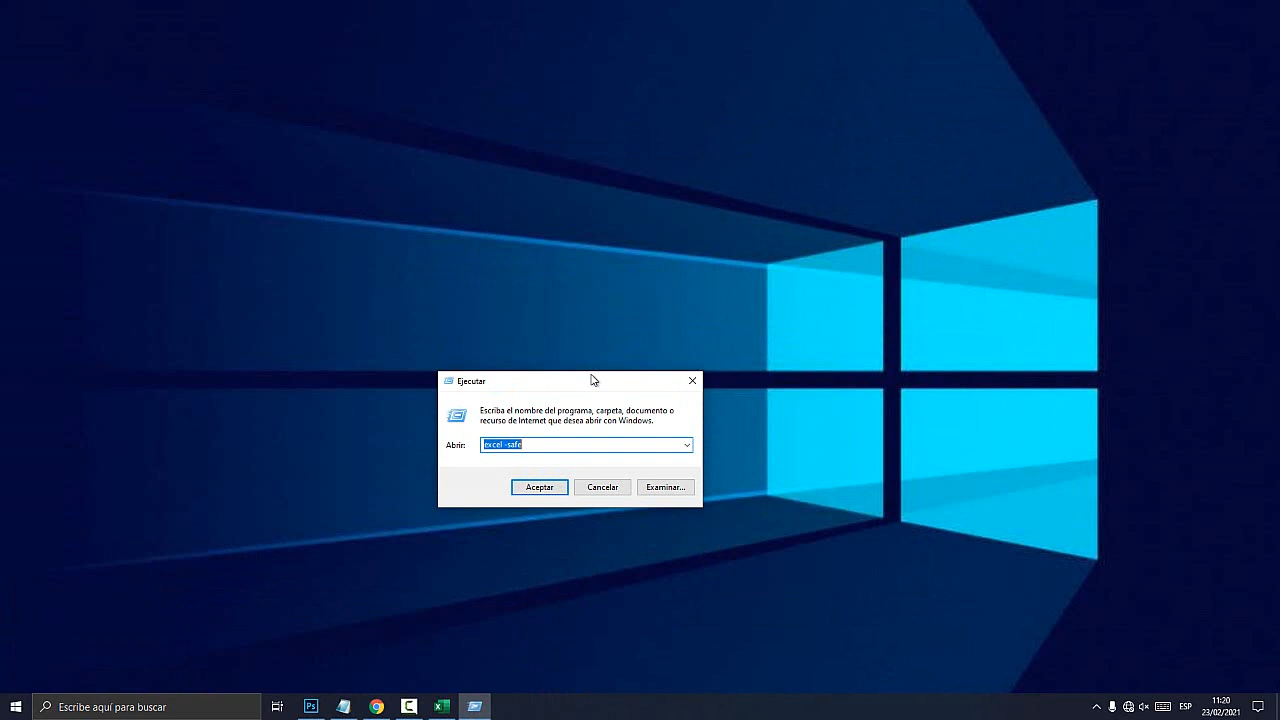 Ejecutar
Escriba el nombre del programa, carpeta, documento o
recurso de Internet que desea abrir con Windows.
Abrir: excel -safe
Aceptar Cancelar Examinar...
Escribe aquí para buscar
Ps
ESP
11:20
23/02/2021